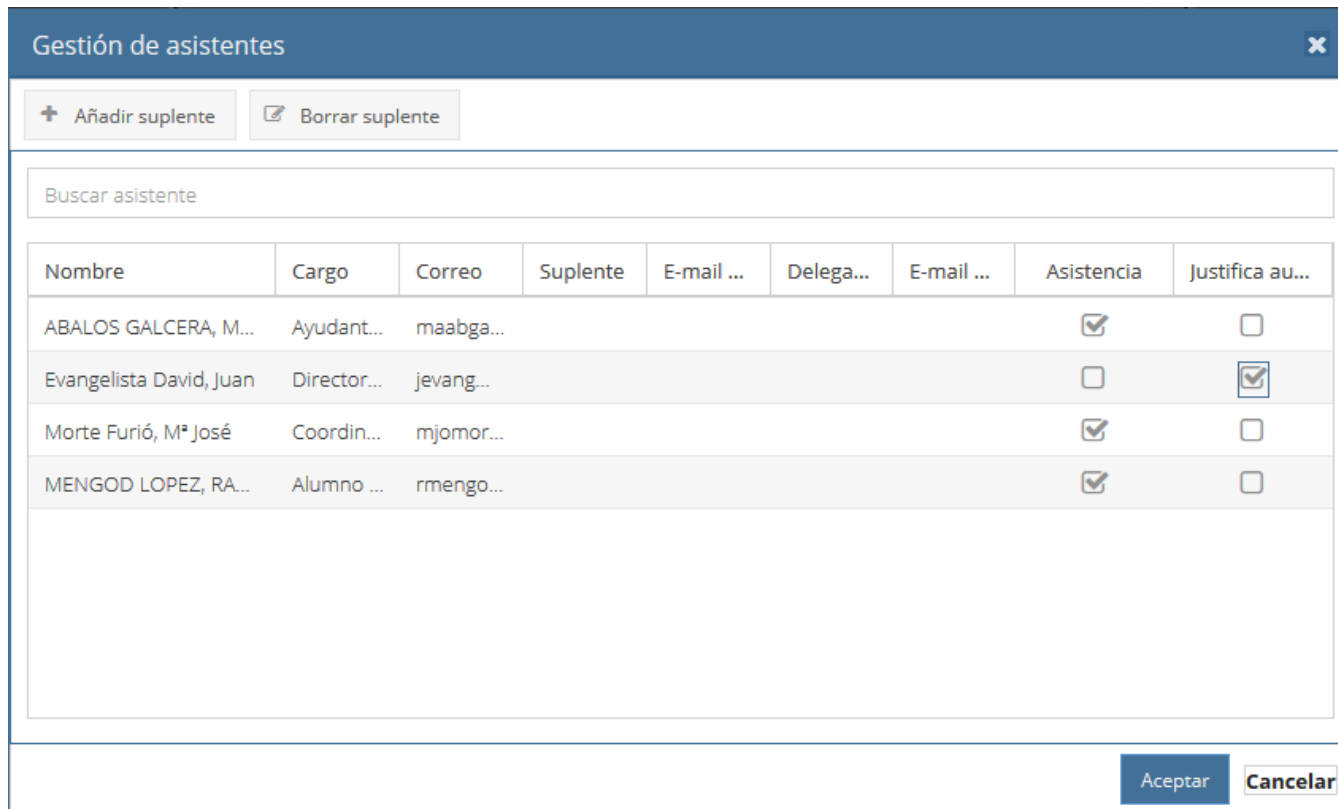 Gestión de asistentes
Añadir suplente Borrar suplente
Buscar asistente
Nombre Cargo Correo Suplente E-mail ... Delega... E-mail ... Asistencia Justifica au...
ABALOS GALCERA, M... Ayudant... maabga...
Evangelista David, Juan Director... jevang...
Morte Furió, Mª José Coordin... mjomor...
MENGOD LOPEZ, RA... Alumno ... rmengo...
Aceptar Cancelar